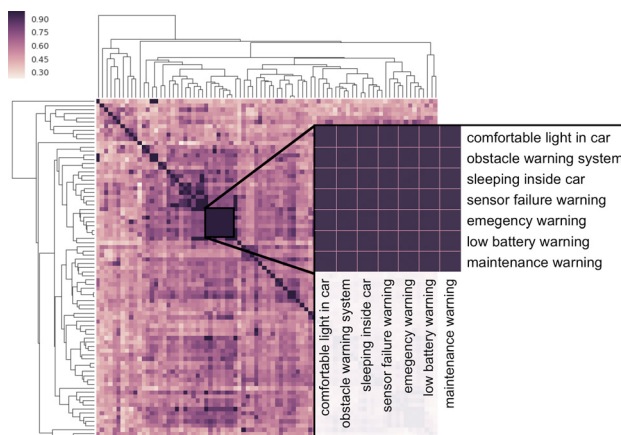 0.90
0.75
0.60
0.45
0.30
comfortable light in car
obstacle warning system
sleeping inside car
sensor failure warning
emegency warning
low battery warning
maintenance warning
comfortable light in car
obstacle warning system
sleeping inside car
sensor failure warning
emegency warning
low battery warning
maintenance warning